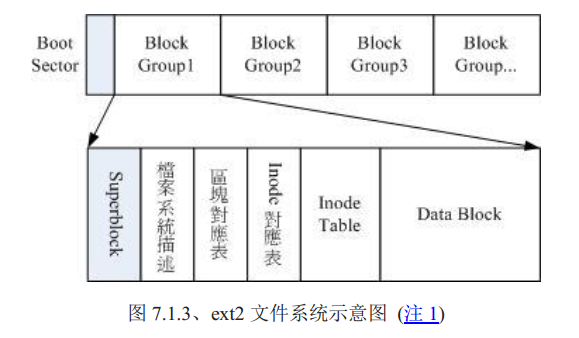 Boot
Sector
Block
Group1
Block
Group2
Block
Group3
Block
Group...
Superblock
檔案系統描述
區塊對應表
Inode 對應表
Inode
Table
Data Block
图 7.1.3、ext2 文件系统示意图 (注 1)